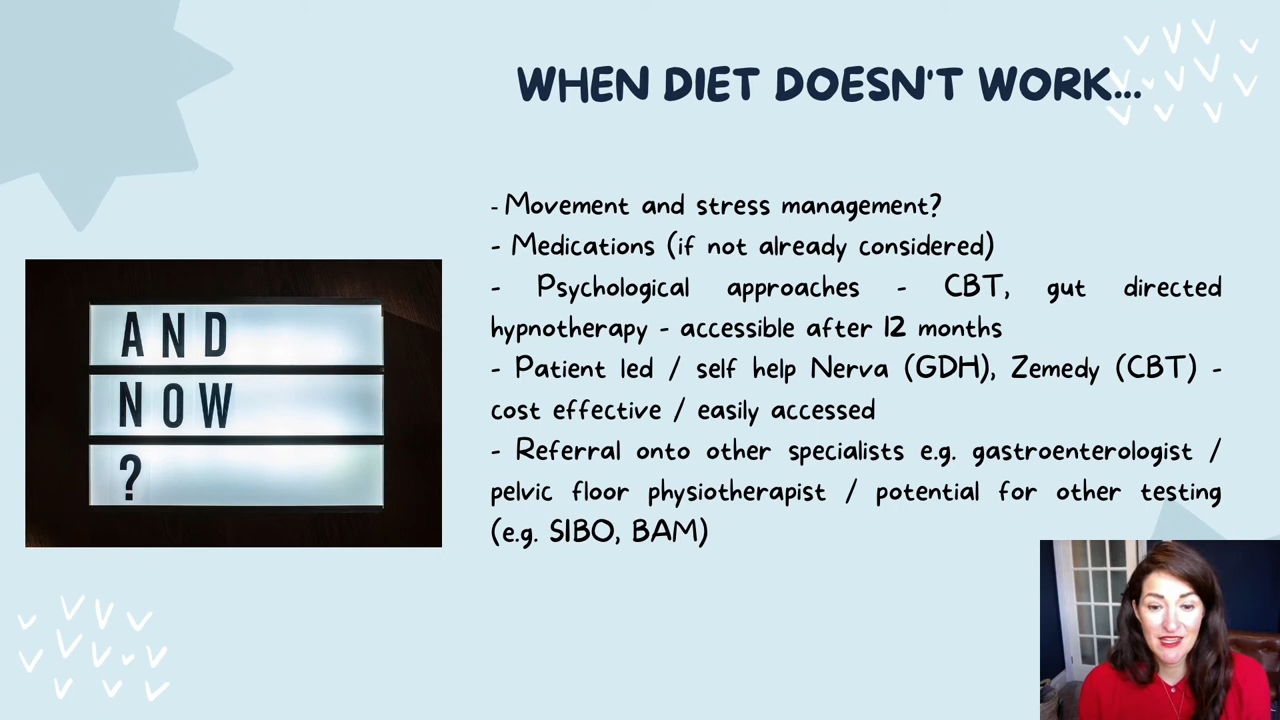 WHEN DIET DOESN'T WORK...
- Movement and stress management?
- Medications (if not already considered)
- Psychological approaches - CBT, gut directed
hypnotherapy - accessible after 12 months
- Patient led / self help Nerva (GDH), Zemedy (CBT) -
cost effective / easily accessed
- Referral onto other specialists e.g. gastroenterologist /
pelvic floor physiotherapist / potential for other testing
(e.g. SIBO, BAM)
AND
NOW
?